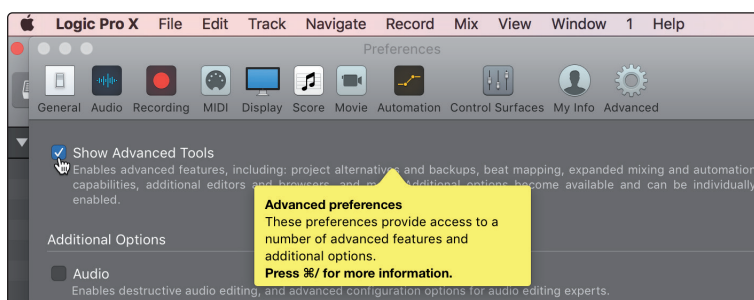 Logic Pro X File Edit Track Navigate Record Mix View Window 1 Help
Preferences
General Audio Recording MIDI Display Score Movie Automation Control Surfaces My Info Advanced
Show Advanced Tools
Enables advanced features, including: project alternatives and backups, beat mapping, expanded mixing and automation
capabilities, additional editors and browsers, and more. Additional options become available and can be individually
enabled.
Advanced preferences
These preferences provide access to a
number of advanced features and
additional options.
Press ⌘/ for more information.
Additional Options
Audio
Enables destructive audio editing, and advanced configuration options for audio editing experts.